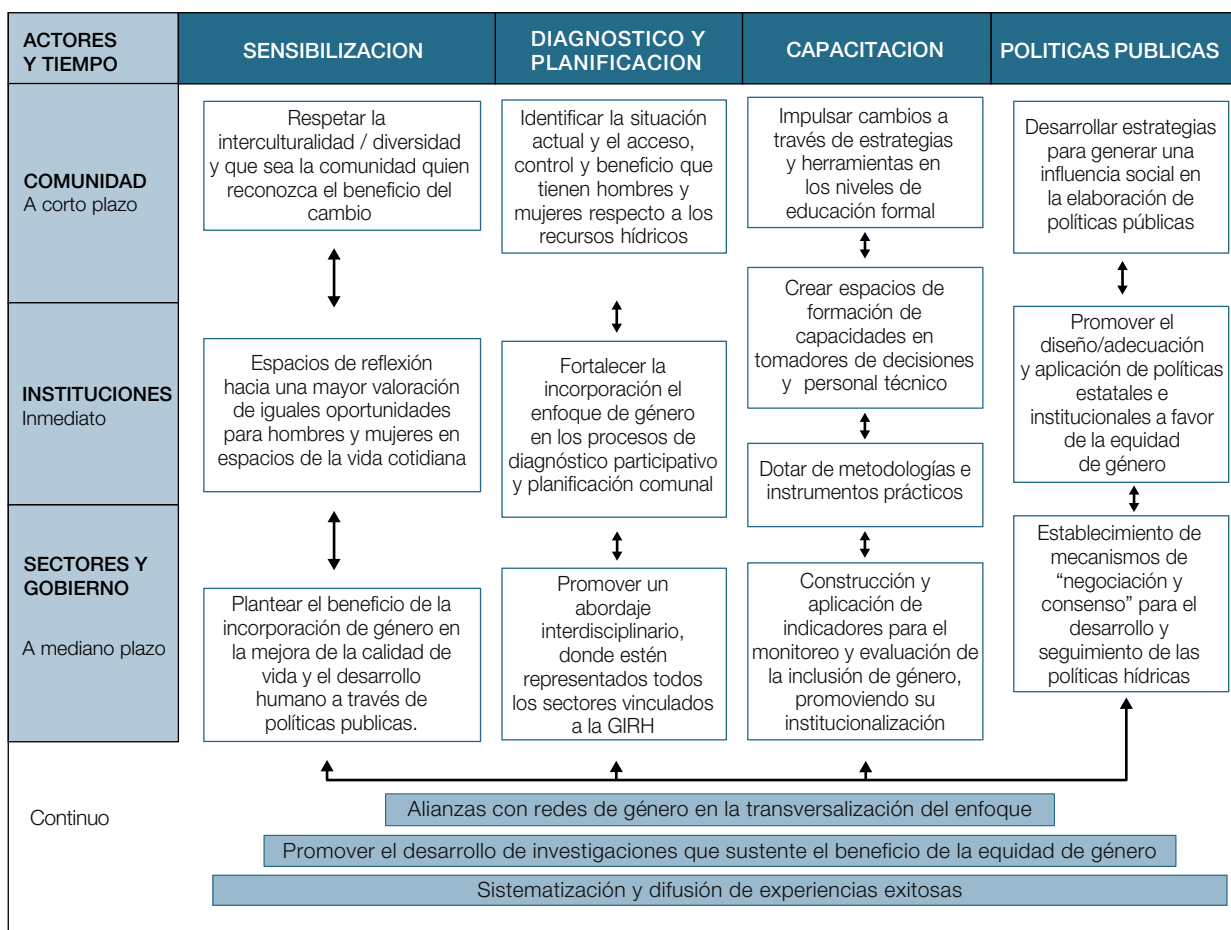 ACTORES
Y TIEMPO
SENSIBILIZACION
DIAGNOSTICO Y
PLANIFICACION
CAPACITACION
POLITICAS PUBLICAS
COMUNIDAD
A corto plazo
Respetar la
interculturalidad / diversidad
y que sea la comunidad quien
reconozca el beneficio del
cambio
Identificar la situación
actual y el acceso,
control y beneficio que
tienen hombres y
mujeres respecto a los
recursos hídricos
Impulsar cambios a
través de estrategias
y herramientas en
los niveles de
educación formal
Desarrollar estrategias
para generar una
influencia social en
la elaboración de
políticas públicas
INSTITUCIONES
Inmediato
Espacios de reflexión
hacia una mayor valoración
de iguales oportunidades
para hombres y mujeres en
espacios de la vida cotidiana
Fortalecer la
incorporación el
enfoque de género
en los procesos de
diagnóstico participativo
y planificación comunal
Crear espacios de
formación de
capacidades en
tomadores de decisiones
y personal técnico
Dotar de metodologías e
instrumentos prácticos
Promover el
diseño/adecuación
y aplicación de políticas
estatales e
institucionales a favor
de la equidad
de género
SECTORES Y
GOBIERNO
A mediano plazo
Plantear el beneficio de la
incorporación de género en
la mejora de la calidad de
vida y el desarrollo
humano a través de
políticas publicas.
Promover un
abordaje
interdisciplinario,
donde estén
representados todos
los sectores vinculados
a la GIRH
Construcción y
aplicación de
indicadores para el
monitoreo y evaluación de
la inclusión de género,
promoviendo su
institucionalización
Establecimiento de
mecanismos de
“negociación y
consenso” para el
desarrollo y
seguimiento de las
políticas hídricas
Continuo
Alianzas con redes de género en la transversalización del enfoque
Promover el desarrollo de investigaciones que sustente el beneficio de la equidad de género
Sistematización y difusión de experiencias exitosas